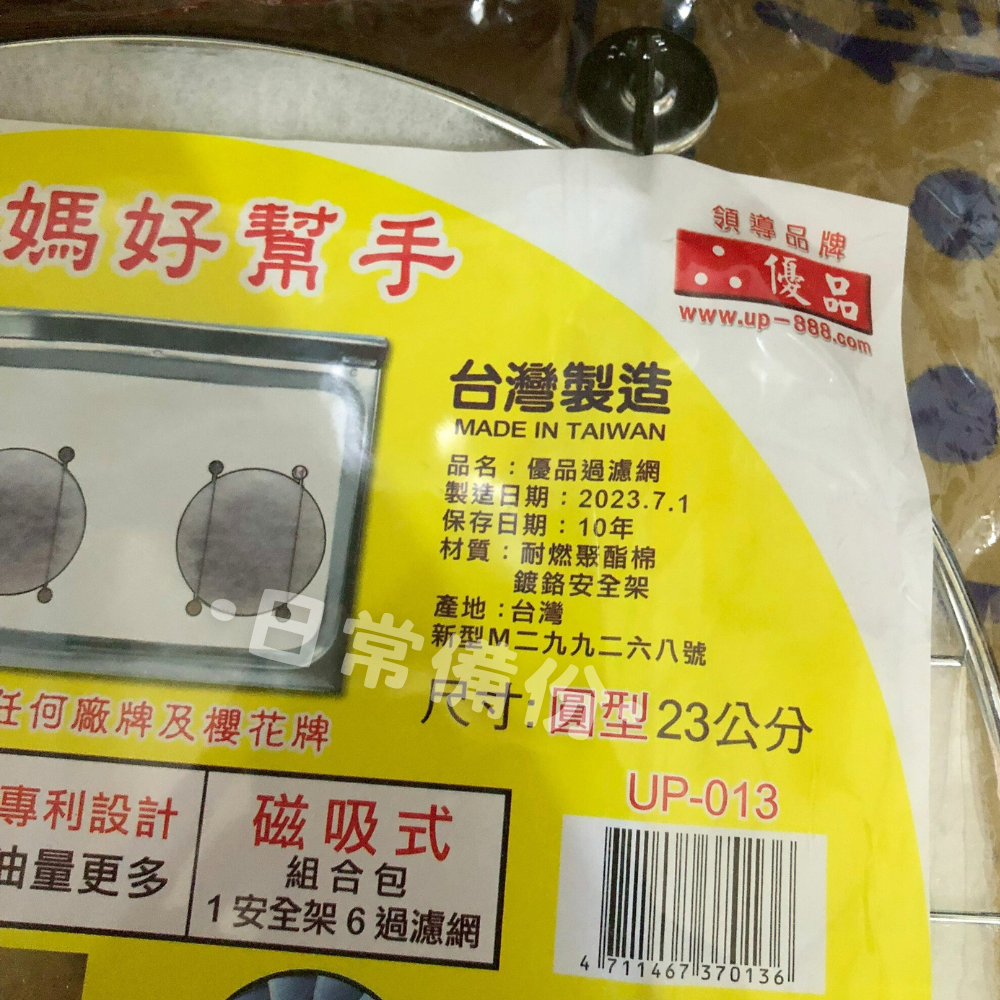 媽好幫手
領導品牌
優品
www.up-888.com
台灣製造
MADE IN TAIWAN
品名：優品過濾網
製造日期：2023.7.1
保存日期：10年
材質：耐燃聚酯棉
鍍鉻安全架
產地：台灣
新型M二九九二六八號
日常備份
尺寸：圓型23公分
任何廠牌及櫻花牌
UP-013
專利設計
油量更多
磁吸式
組合包
1安全架6過濾網
4 711467 370136